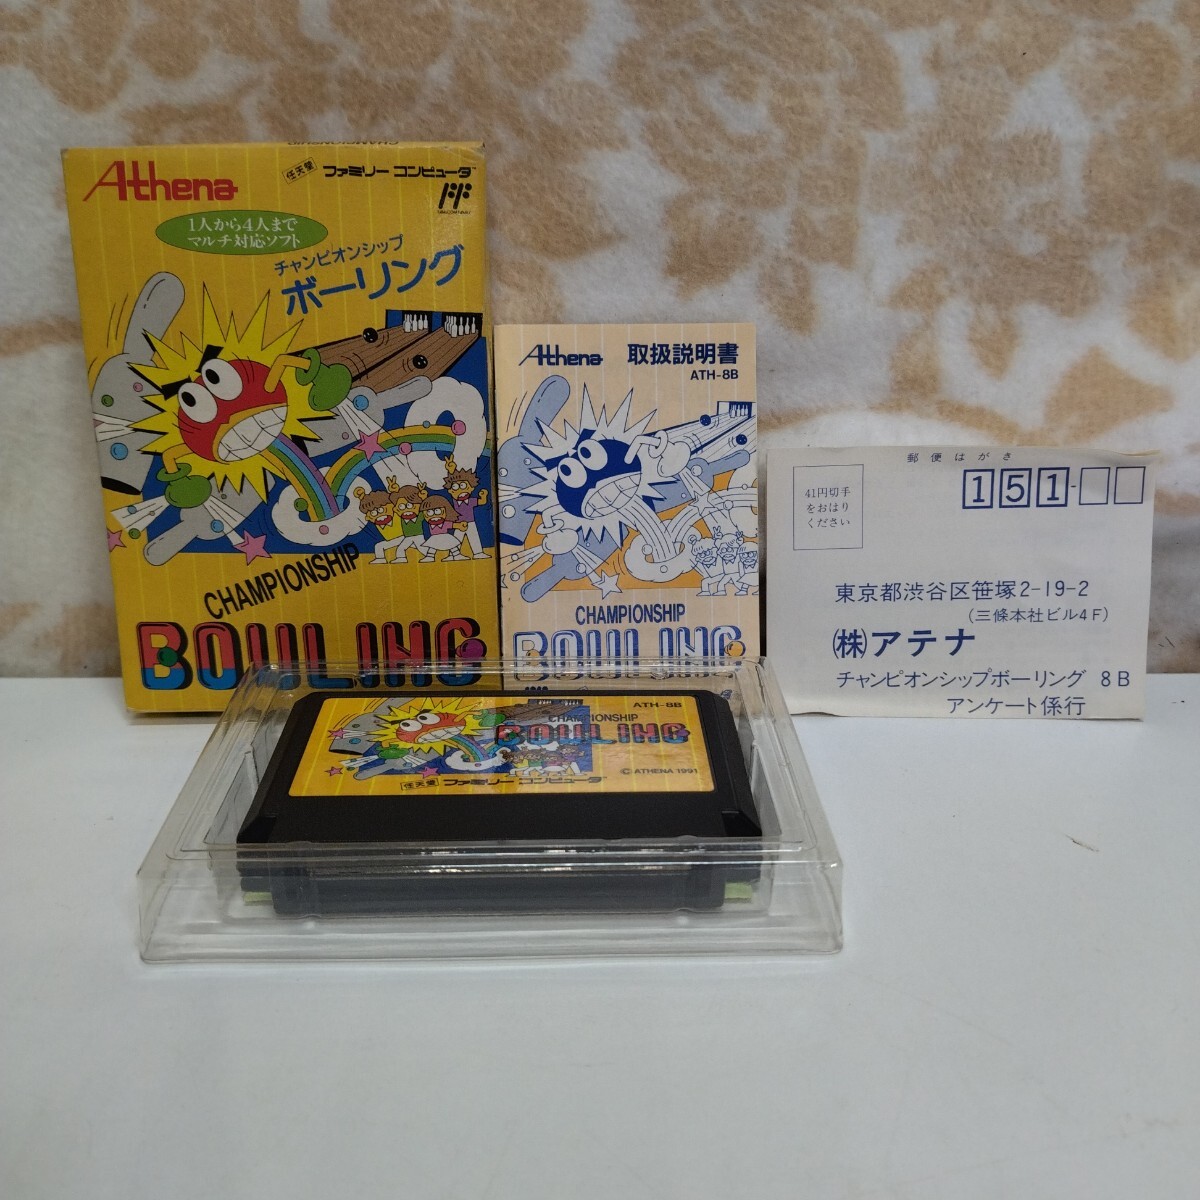 Athena
任天堂 ファミリー コンピュータ™
1人から4人まで
マルチ対応ソフト
チャンピオンシップ
ボーリング
CHAMPIONSHIP
BOWLING
Athena 取扱説明書
ATH-8B
CHAMPIONSHIP
BOWLING
郵便はがき
41円切手
をおはり
ください
151-
東京都渋谷区笹塚2-19-2
(三條本社ビル4F)
(株)アテナ
チャンピオンシップボーリング 8B
アンケート係行
ATH-8B
CHAMPIONSHIP
BOWLING
© ATHENA 1991
任天堂 ファミリー コンピュータ™